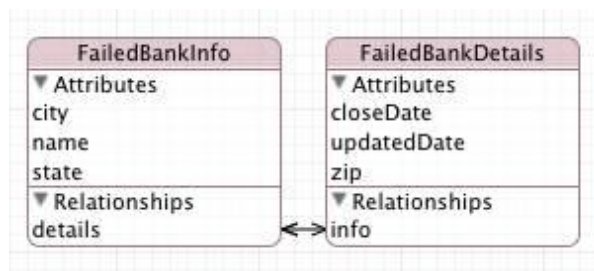 FailedBankInfo
Attributes
city
name
state
Relationships
details
FailedBankDetails
Attributes
closeDate
updatedDate
zip
Relationships
info